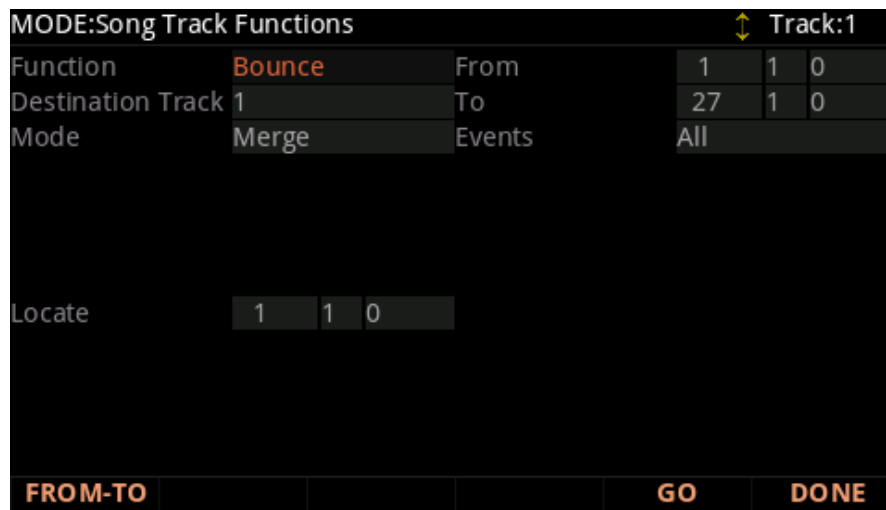 MODE:Song Track Functions ↕ Track:1
Function Bounce From 1 1 0
Destination Track 1 To 27 1 0
Mode Merge Events All
Locate 1 1 0
FROM-TO GO DONE